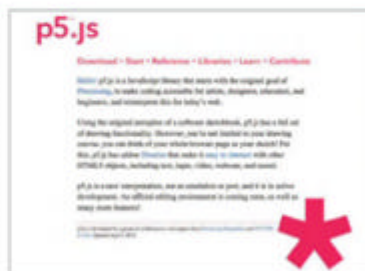 p5.js
Download • Start • Reference • Libraries • Learn • Contribute
Hello! p5.js is a JavaScript library that starts with the original goal of
Processing, to make coding accessible for artists, designers, educators, and
beginners, and reinterprets this for today's web.
Using the original metaphor of a software sketchbook, p5.js has a full set
of drawing functionality. However, you're not limited to your drawing
canvas, you can think of your whole browser page as your sketch! For
this, p5.js has addon libraries that make it easy to interact with other
HTML5 objects, including text, input, video, webcam, and sound.
p5.js is a new interpretation, not an emulation or port, and it is in active
development. An official editing environment is coming soon, as well as
many more features!